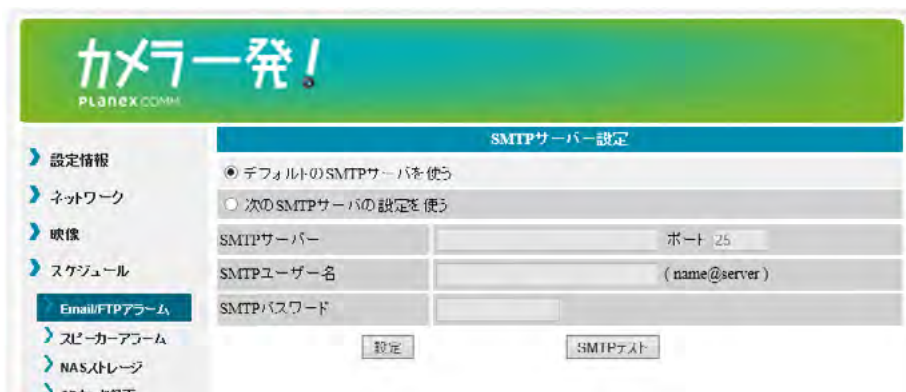 カメラ一発!
PLanex COMM
SMTPサーバー設定
設定情報
ネットワーク
映像
スケジュール
Email/FTPアラーム
スピーカーアラーム
NASストレージ
デフォルトのSMTPサーバを使う
次のSMTPサーバの設定を使う
SMTPサーバー ポート 25
SMTPユーザー名 ( name@server )
SMTPパスワード
設定 SMTPテスト